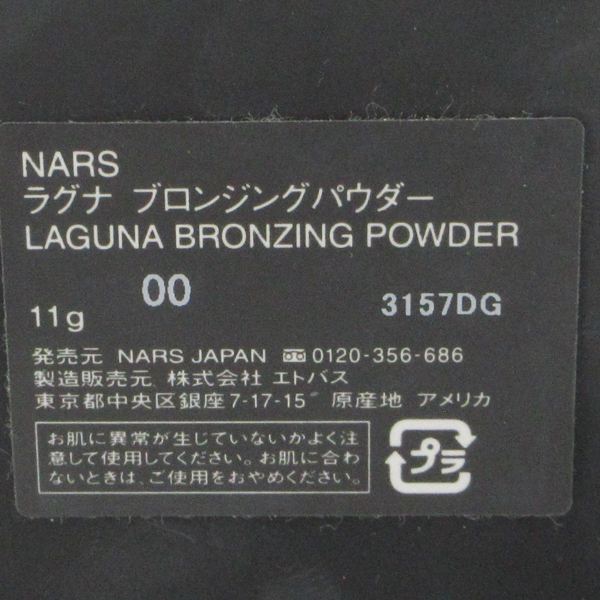 NARS
ラグナ ブロンジングパウダー
LAGUNA BRONZING POWDER
00
11g
3157DG
発売元 NARS JAPAN 0120-356-686
製造販売元 株式会社 エトバス
東京都中央区銀座7-17-15 原産地 アメリカ
お肌に異常が生じていないかよく注
意して使用してください。お肌に合わ
ないときは、ご使用をおやめください。
プラ